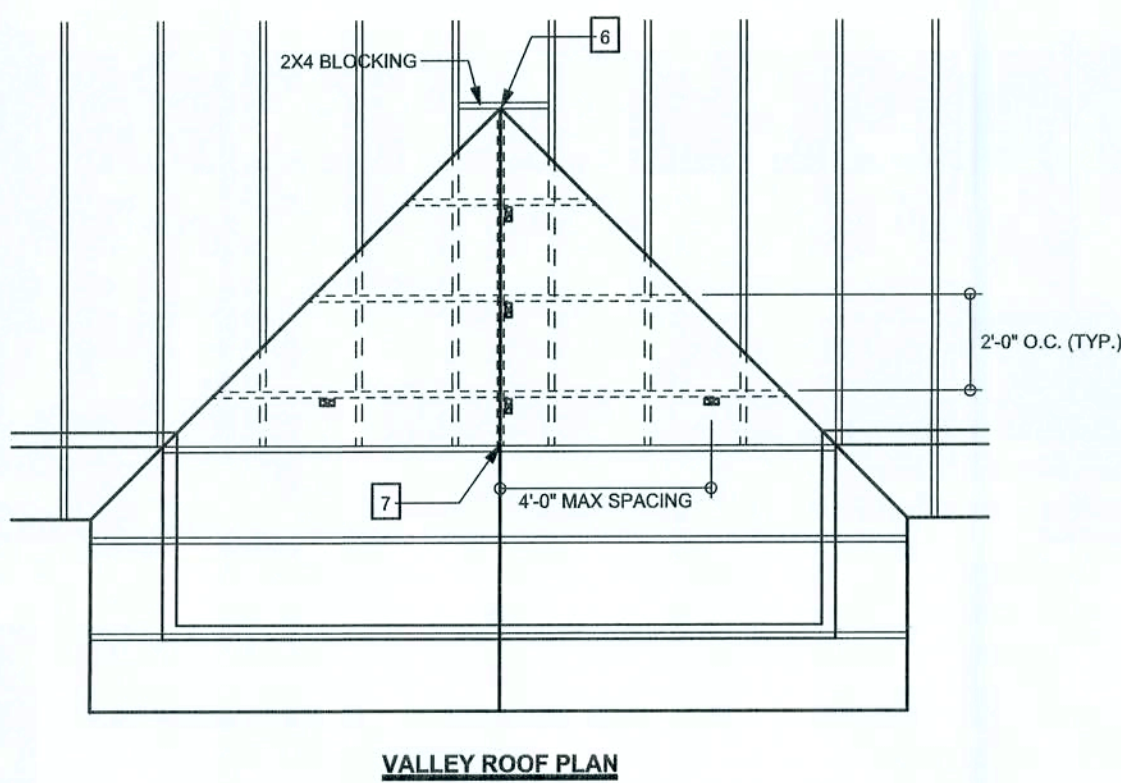 6
2X4 BLOCKING
2'-0" O.C. (TYP.)
7
4'-0" MAX SPACING
VALLEY ROOF PLAN